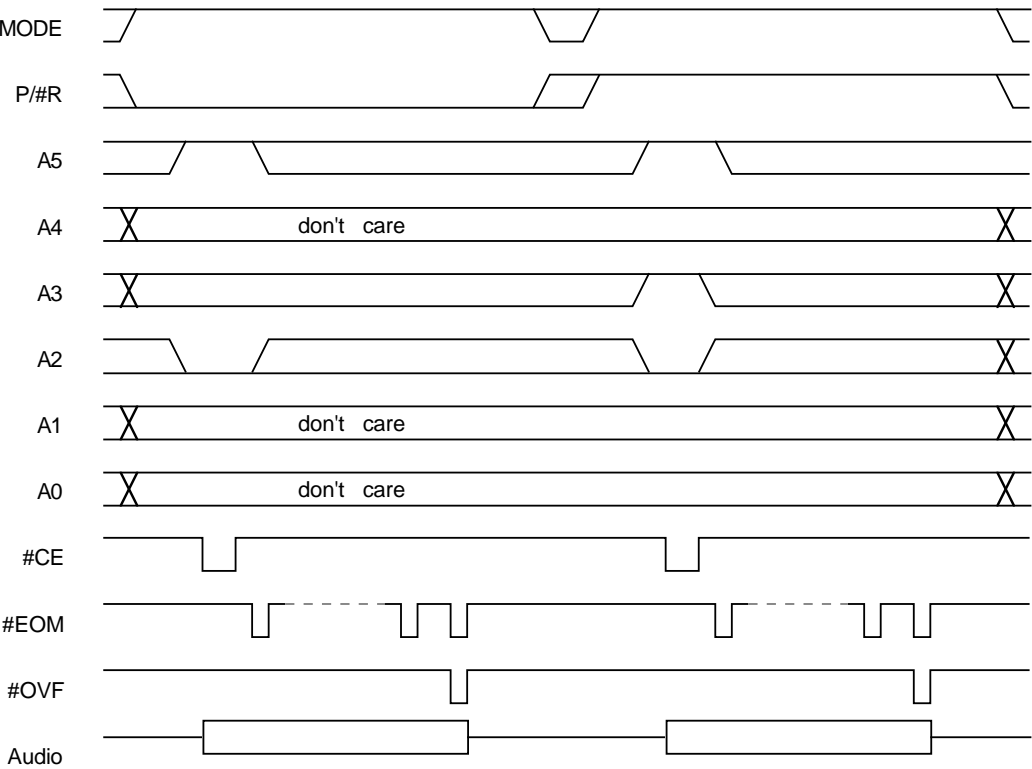 MODE
P/#R
A5
A4 don't care
A3
A2
A1 don't care
A0 don't care
#CE
#EOM
#OVF
Audio